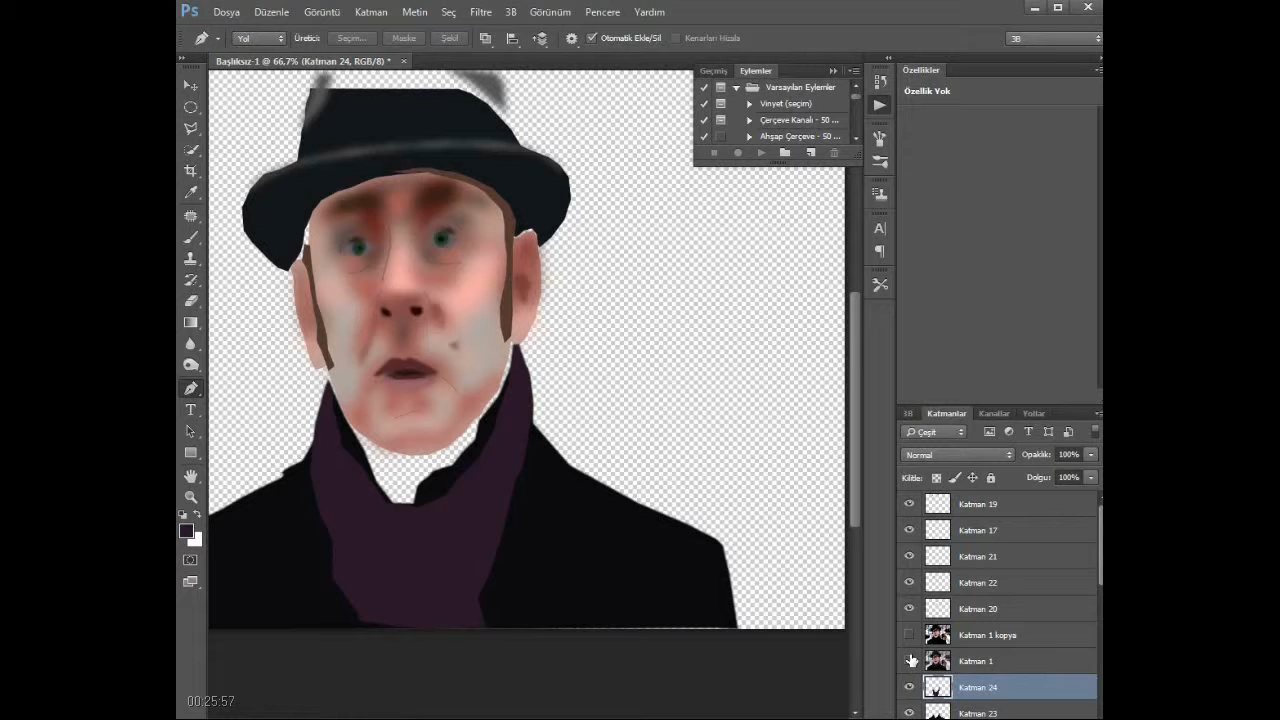 Ps Dosya Düzenle Görüntü Katman Metin Seç Filtre 3B Görünüm Pencere Yardım
Yol Üretici: Seçim... Maske Şekil Otomatik Ekle/Sil Kenarları Hizala 3B
Başlıksız-1 @ 66,7% (Katman 24, RGB/8) * ×
Geçmiş Eylemler
Varsayılan Eylemler
Vinyet (seçim)
Çerçeve Kanalı - 50 ...
Ahşap Çerçeve - 50 ...
Özellikler
Özellik Yok
3B Katmanlar Kanallar Yollar
Çeşit
Normal Opaklık: 100%
Kilitle: Dolgu: 100%
Katman 19
Katman 17
Katman 21
Katman 22
Katman 20
Katman 1 kopya
Katman 1
Katman 24
Katman 23
00:25:57